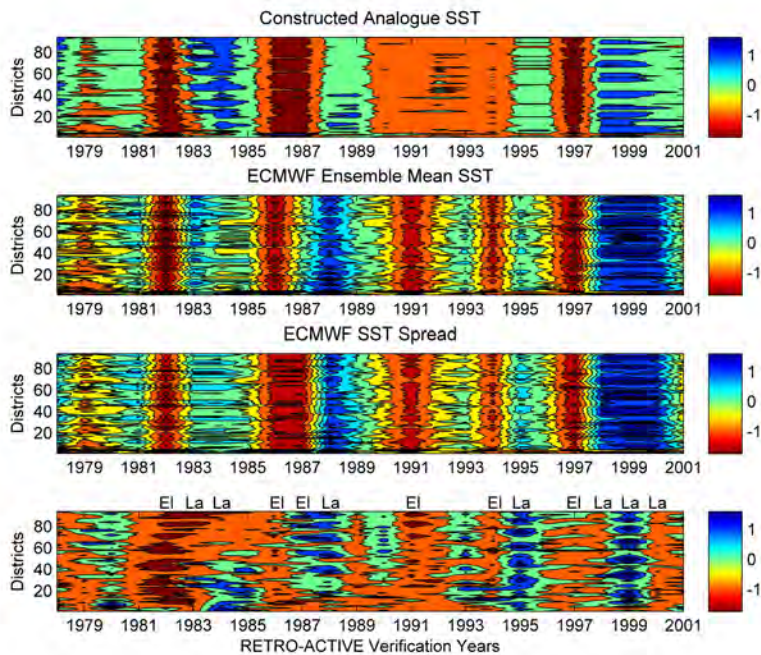 Constructed Analogue SST
Districts
80
60
40
20
1
0
-1
1979 1981 1983 1985 1987 1989 1991 1993 1995 1997 1999 2001
ECMWF Ensemble Mean SST
Districts
80
60
40
20
1
0
-1
1979 1981 1983 1985 1987 1989 1991 1993 1995 1997 1999 2001
ECMWF SST Spread
Districts
80
60
40
20
1
0
-1
1979 1981 1983 1985 1987 1989 1991 1993 1995 1997 1999 2001
El La La El El La El El La El La La La
Districts
80
60
40
20
1
0
-1
1979 1981 1983 1985 1987 1989 1991 1993 1995 1997 1999 2001
RETRO-ACTIVE Verification Years